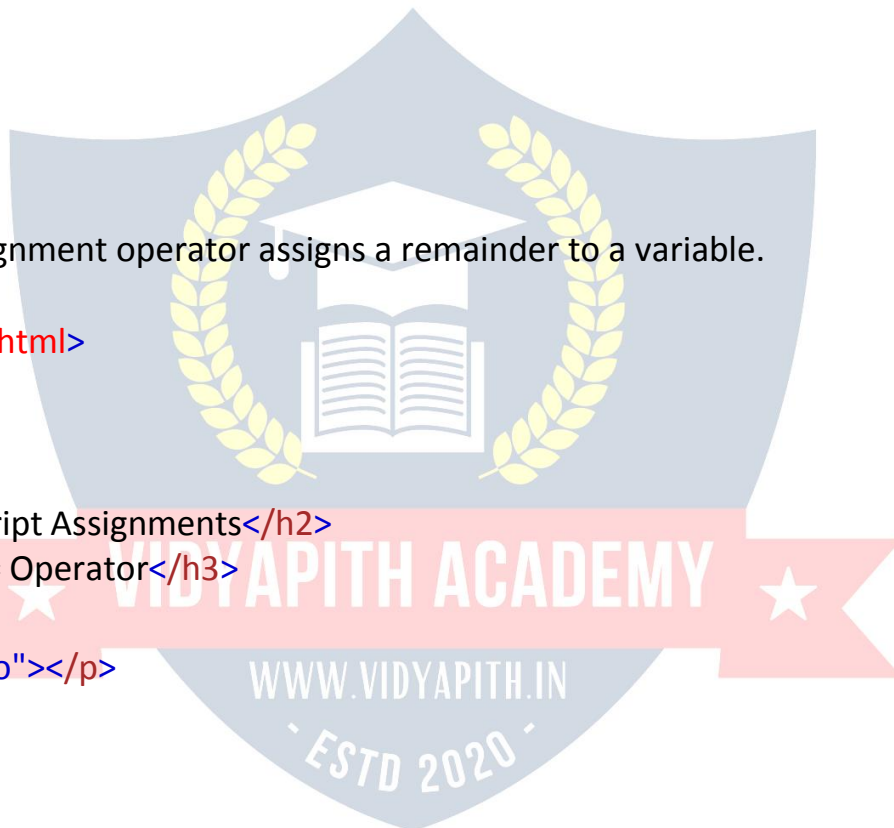 gnment operator assigns a remainder to a variable.
html>
ript Assignments</h2>
Operator</h3>
VIDYAPITH ACADEMY
o"></p>
WWW.VIDYAPITH.IN
- ESTD 2020 -